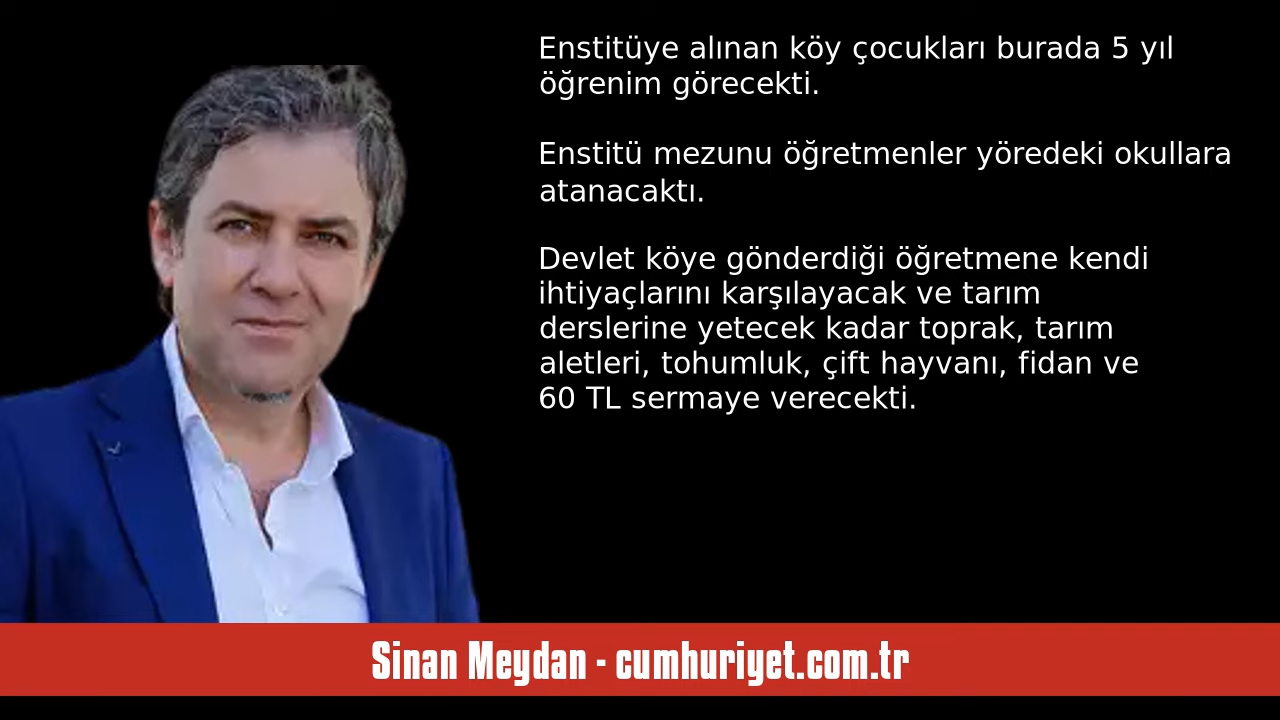 Enstitüye alınan köy çocukları burada 5 yıl
öğrenim görecekti.
Enstitü mezunu öğretmenler yöredeki okullara
atanacaktı.
Devlet köye gönderdiği öğretmene kendi
ihtiyaçlarını karşılayacak ve tarım
derslerine yetecek kadar toprak, tarım
aletleri, tohumluk, çift hayvanı, fidan ve
60 TL sermaye verecekti.
Sinan Meydan - cumhuriyet.com.tr